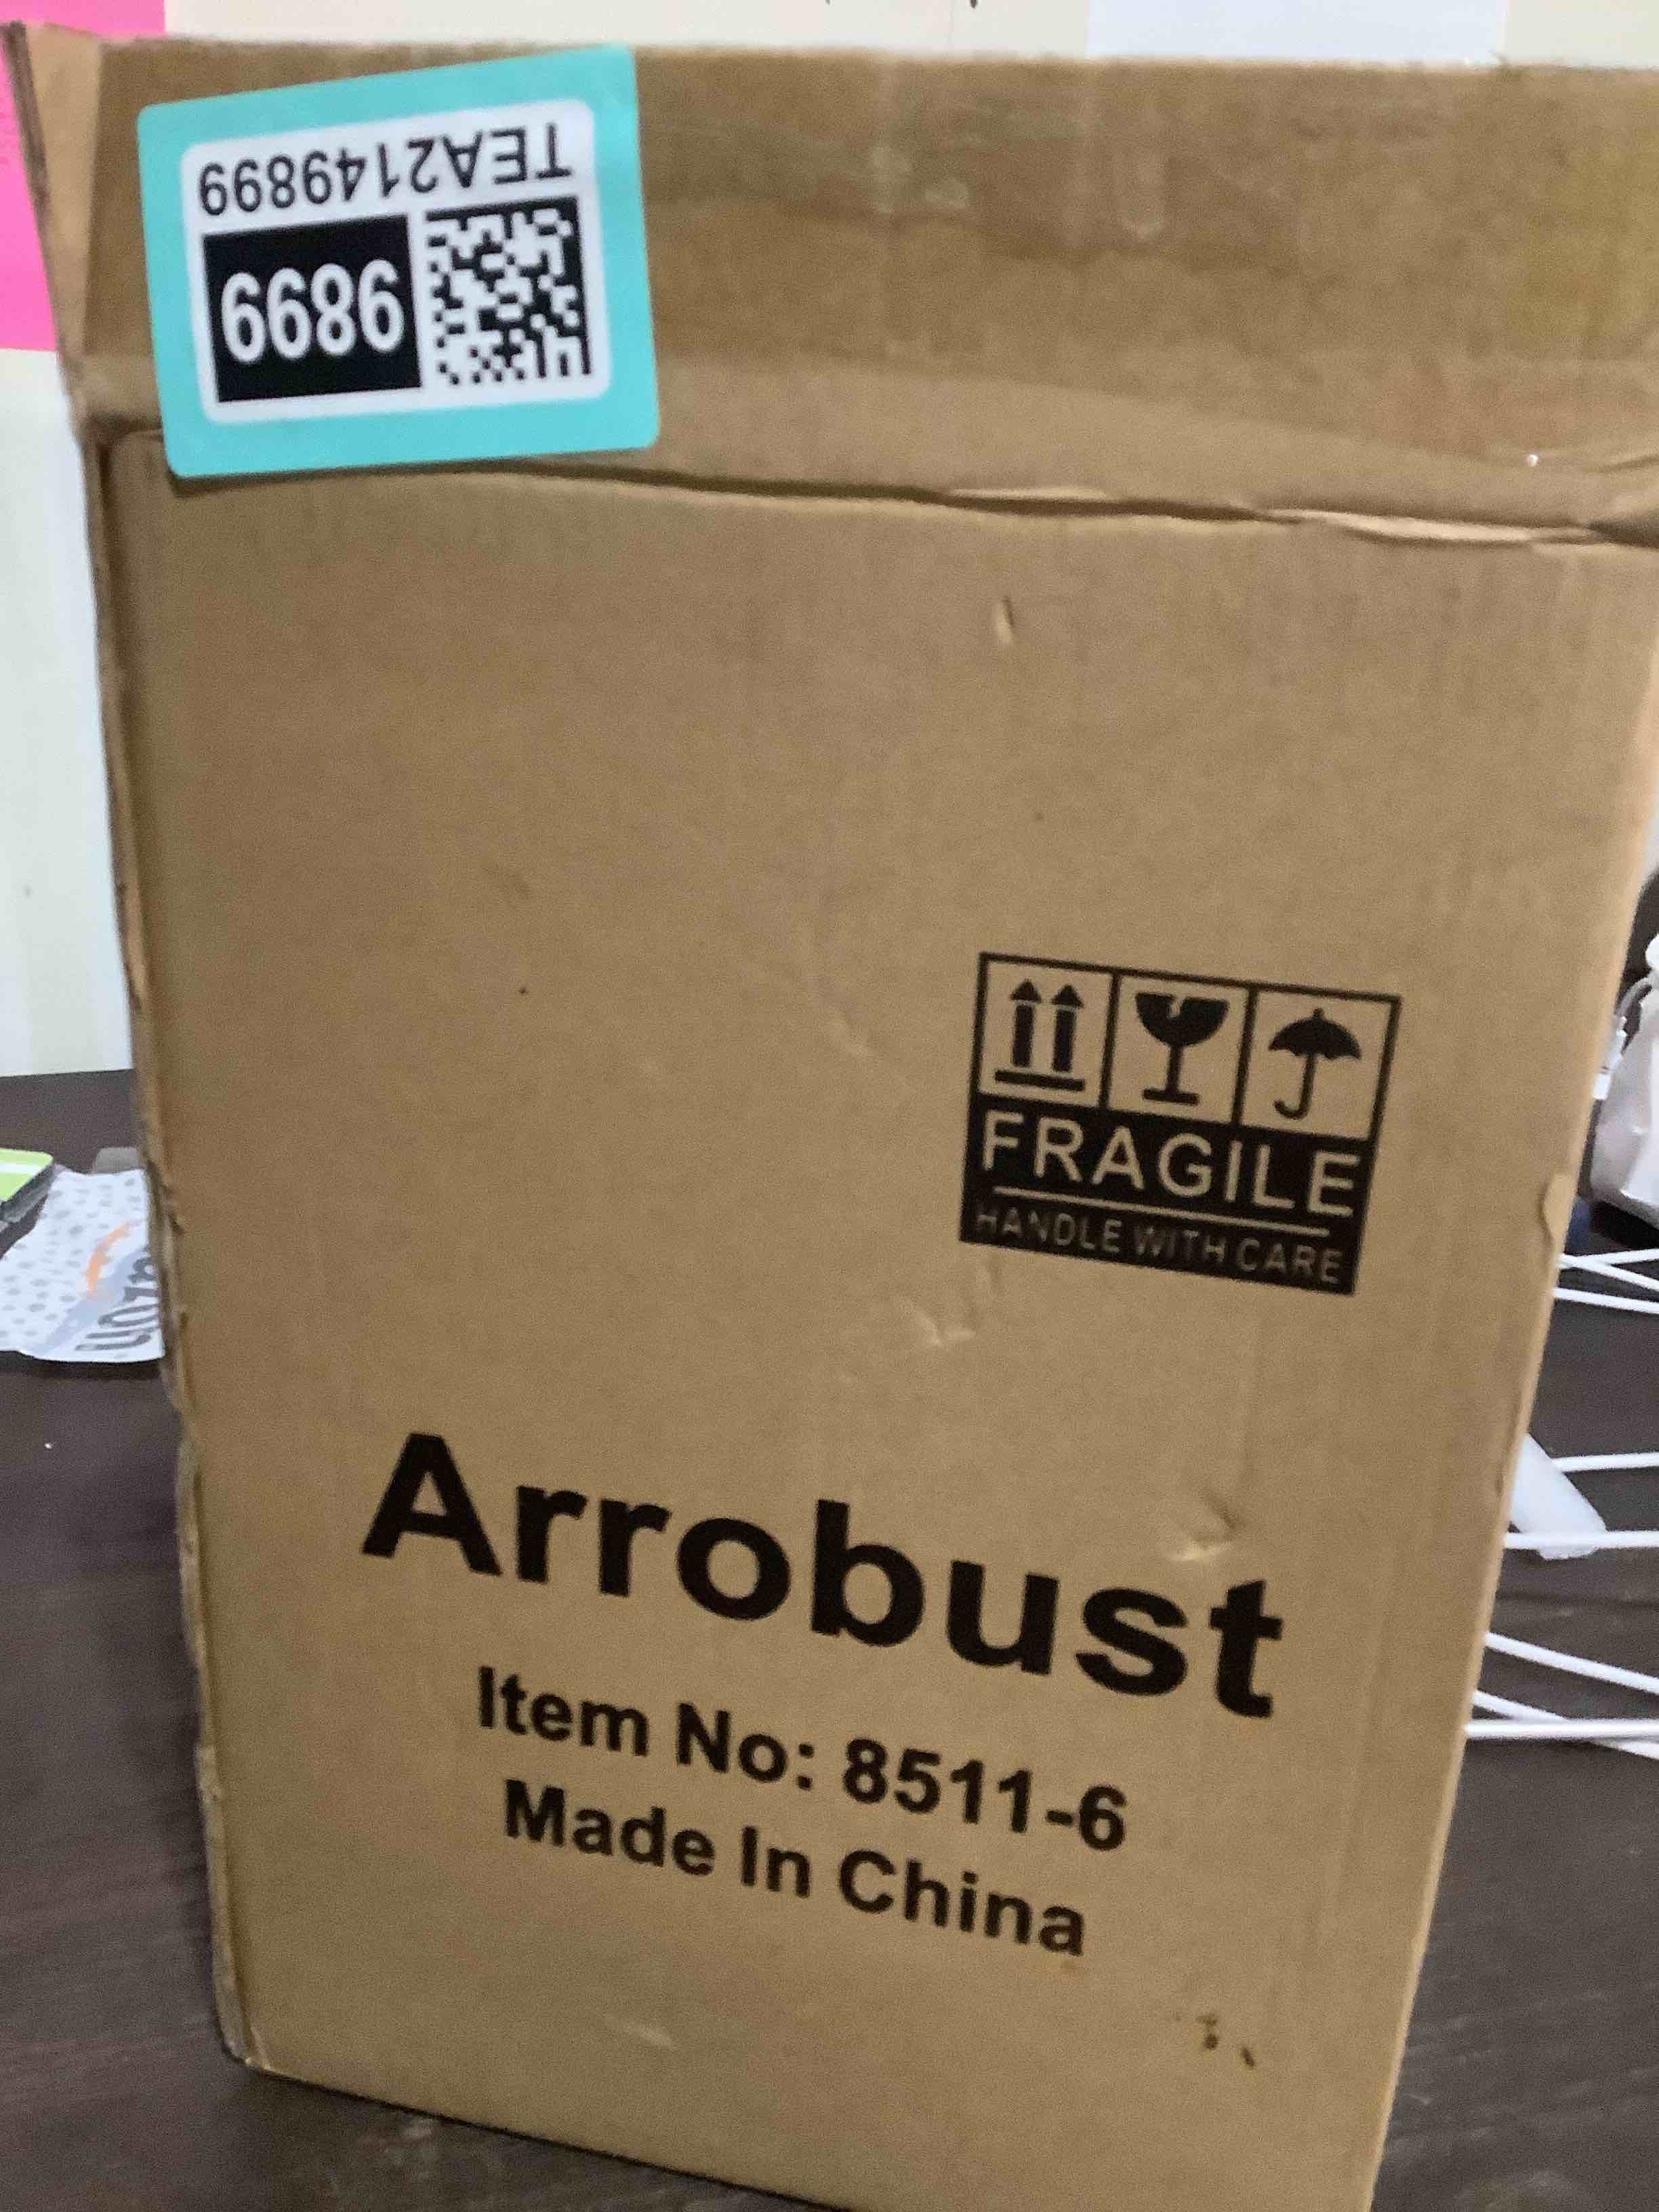 9899
TEA2149899
FRAGILE
HANDLE WITH CARE
Arrobust
Item No: 8511-6
Made In China